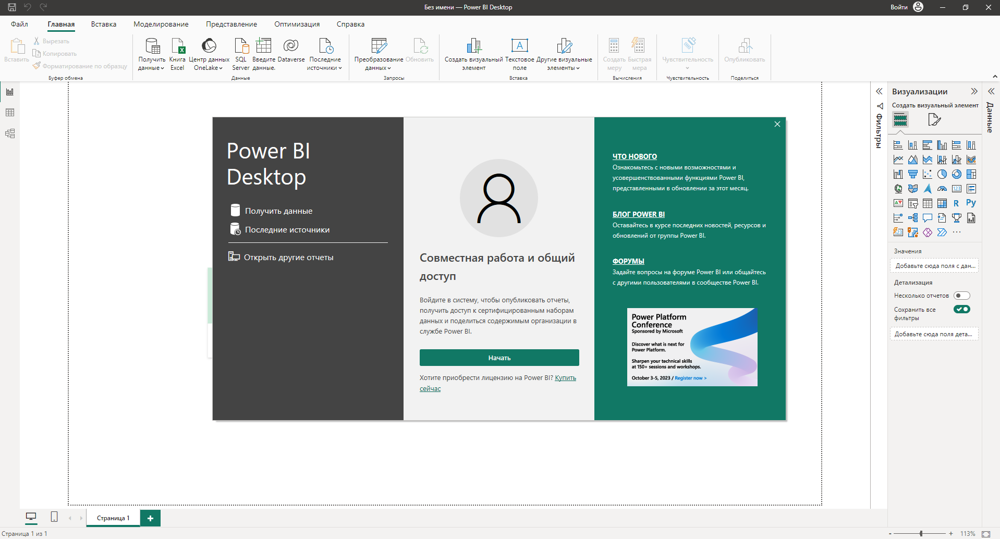 Без имени — Power BI Desktop
Войти
Файл
Главная
Вставка
Моделирование
Представление
Оптимизация
Справка
Вставить
Вырезать
Копировать
Форматирование по образцу
Буфер обмена
Получить
данные
Книга
Excel
Центр данных
OneLake
SQL
Server
Введите
данные.
Dataverse
Последние
источники
Данные
Преобразование
данных
Обновить
Запросы
Создать визуальный
элемент
Текстовое
поле
Другие визуальные
элементы
Вставка
Создать
меру
Быстрая
мера
Вычисления
Чувствительность
Чувствительность
Опубликовать
Поделиться
Power BI
Desktop
Получить данные
Последние источники
Открыть другие отчеты
Совместная работа и общий
доступ
Войдите в систему, чтобы опубликовать отчеты,
получить доступ к сертифицированным наборам
данных и поделиться содержимым организации в
службе Power BI.
Начать
Хотите приобрести лицензию на Power BI? Купить
сейчас
ЧТО НОВОГО
Ознакомьтесь с новыми возможностями и
усовершенствованными функциями Power BI,
представленными в обновлении за этот месяц.
БЛОГ POWER BI
Оставайтесь в курсе последних новостей, ресурсов и
обновлений от группы Power BI.
ФОРУМЫ
Задайте вопросы на форуме Power BI или общайтесь
с другими пользователями в сообществе Power BI.
Power Platform
Conference
Sponsored by Microsoft
Discover what is next for
Power Platform.
Sharpen your technical skills
at 150+ sessions and workshops.
October 3-5, 2023 / Register now >
Фильтры
Визуализации
Создать визуальный элемент
123
R
Py
123
Значения
Добавьте сюда поля с дан...
Детализация
Несколько отчетов
Сохранить все
фильтры
Добавьте сюда поля дета...
Данные
Страница 1
Страница 1 из 1
- + 113%